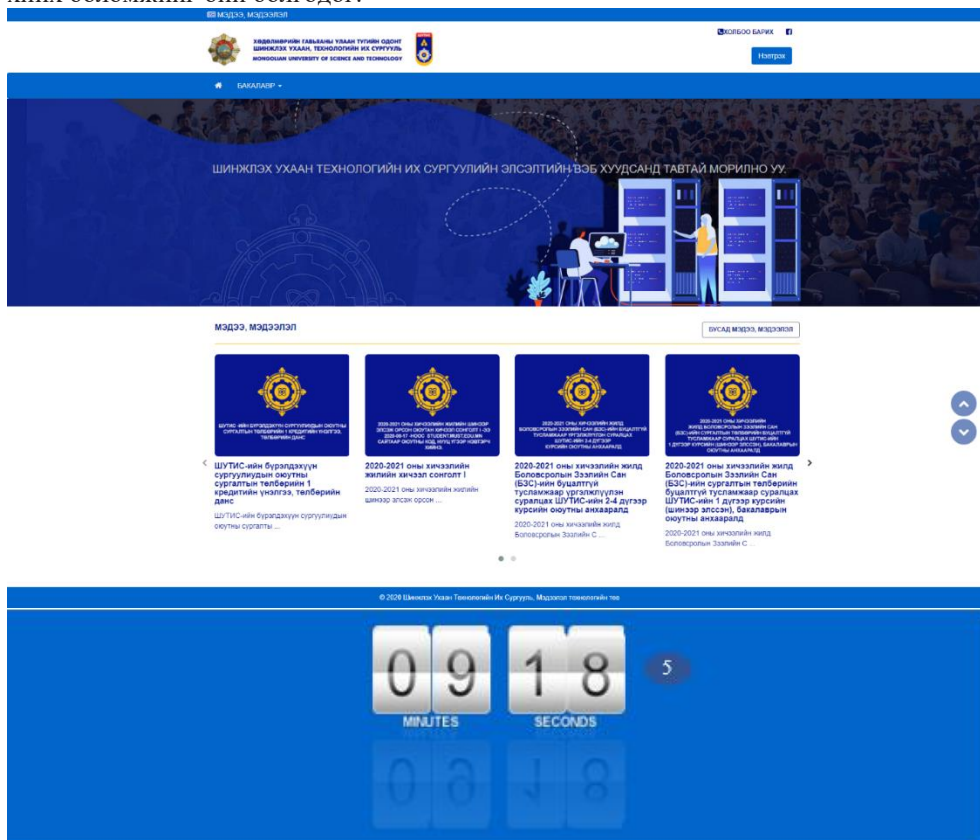 МЭДЭЭ, МЭДЭЭЛЭЛ
ХӨДӨЛМӨРИЙН ГАВЬЯАНЫ УЛААН ТУГИЙН ОДОНТ
ШИНЖЛЭХ УХААН, ТЕХНОЛОГИЙН ИХ СУРГУУЛЬ
MONGOLIAN UNIVERSITY OF SCIENCE AND TECHNOLOGY
ХОЛБОО БАРИХ
Нэвтрэх
БАКАЛАВР
ШИНЖЛЭХ УХААН ТЕХНОЛОГИЙН ИХ СУРГУУЛИЙН ЭЛСЭЛТИЙН ВЭБ ХУУДСАНД ТАВТАЙ МОРИЛНО УУ.
МЭДЭЭ, МЭДЭЭЛЭЛ
БУСАД МЭДЭЭ, МЭДЭЭЛЭЛ
ШУТИС-ийн бүрэлдэхүүн
сургуулиудын оюутны
сургалтын төлбөрийн 1
кредитийн үнэлгээ, төлбөрийн
данс
ШУТИС-ийн бүрэлдэхүүн сургуулиудын
оюутны сургалты ...
2020-2021 оны хичээлийн
жилийн хичээл сонголт I
2020-2021 оны хичээлийн жилийн
шинээр элсэж орсон ...
2020-2021 оны хичээлийн жилд
Боловсролын Зээлийн Сан
(БЗС)-ийн буцалтгүй
тусламжаар үргэлжлүүлэн
суралцах ШУТИС-ийн 2-4 дүгээр
курсийн оюутны анхааралд
2020-2021 оны хичээлийн жилд
Боловсролын Зээлийн С ...
2020-2021 оны хичээлийн жилд
Боловсролын Зээлийн Сан
(БЗС)-ийн сургалтын төлбөрийн
буцалтгүй тусламжаар суралцах
ШУТИС-ийн 1 дүгээр курсийн
(шинээр элссэн), бакалаврын
оюутны анхааралд
2020-2021 оны хичээлийн жилд
Боловсролын Зээлийн С ...
© 2020 Шинжлэх Ухаан Технологийн Их Сургууль, Мэдээлэл технологийн төв
09 18
5
MINUTES SECONDS